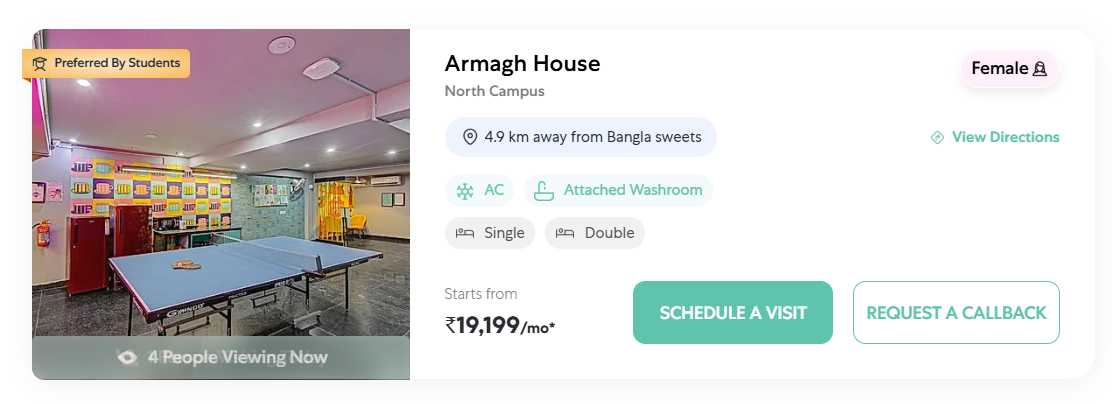 Preferred By Students
Armagh House
Female
North Campus
4.9 km away from Bangla sweets
View Directions
AC
Attached Washroom
Single
Double
Starts from
₹19,199/mo*
SCHEDULE A VISIT
REQUEST A CALLBACK
4 People Viewing Now